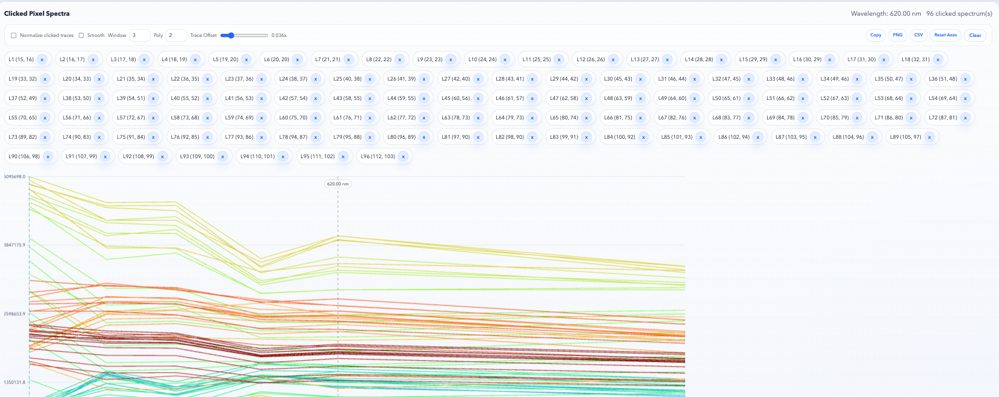 Clicked Pixel Spectra
Wavelength: 620.00 nm 96 clicked spectrum(s)
Normalize clicked traces Smooth Window 3 Poly 2 Trace Offset 0.036x Copy PNG CSV Reset Axes Clear
L1 (15, 16) x L2 (16, 17) x L3 (17, 18) x L4 (18, 19) x L5 (19, 20) x L6 (20, 20) x L7 (21, 21) x L8 (22, 22) x L9 (23, 23) x L10 (24, 24) x L11 (25, 25) x L12 (26, 26) x L13 (27, 27) x L14 (28, 28) x L15 (29, 29) x L16 (30, 29) x L17 (31, 30) x L18 (32, 31) x
L19 (33, 32) x L20 (34, 33) x L21 (35, 34) x L22 (36, 35) x L23 (37, 36) x L24 (38, 37) x L25 (40, 38) x L26 (41, 39) x L27 (42, 40) x L28 (43, 41) x L29 (44, 42) x L30 (45, 43) x L31 (46, 44) x L32 (47, 45) x L33 (48, 46) x L34 (49, 46) x L35 (50, 47) x L36 (51, 48) x
L37 (52, 49) x L38 (53, 50) x L39 (54, 51) x L40 (55, 52) x L41 (56, 53) x L42 (57, 54) x L43 (58, 55) x L44 (59, 55) x L45 (60, 56) x L46 (61, 57) x L47 (62, 58) x L48 (63, 59) x L49 (64, 60) x L50 (65, 61) x L51 (66, 62) x L52 (67, 63) x L53 (68, 64) x L54 (69, 64) x
L55 (70, 65) x L56 (71, 66) x L57 (72, 67) x L58 (73, 68) x L59 (74, 69) x L60 (75, 70) x L61 (76, 71) x L62 (77, 72) x L63 (78, 73) x L64 (79, 73) x L65 (80, 74) x L66 (81, 75) x L67 (82, 76) x L68 (83, 77) x L69 (84, 78) x L70 (85, 79) x L71 (86, 80) x L72 (87, 81) x
L73 (89, 82) x L74 (90, 83) x L75 (91, 84) x L76 (92, 85) x L77 (93, 86) x L78 (94, 87) x L79 (95, 88) x L80 (96, 89) x L81 (97, 90) x L82 (98, 90) x L83 (99, 91) x L84 (100, 92) x L85 (101, 93) x L86 (102, 94) x L87 (103, 95) x L88 (104, 96) x L89 (105, 97) x
L90 (106, 98) x L91 (107, 99) x L92 (108, 99) x L93 (109, 100) x L94 (110, 101) x L95 (111, 102) x L96 (112, 103) x
5095698.0
620.00 nm
3847175.9
2598653.9
1350131.8